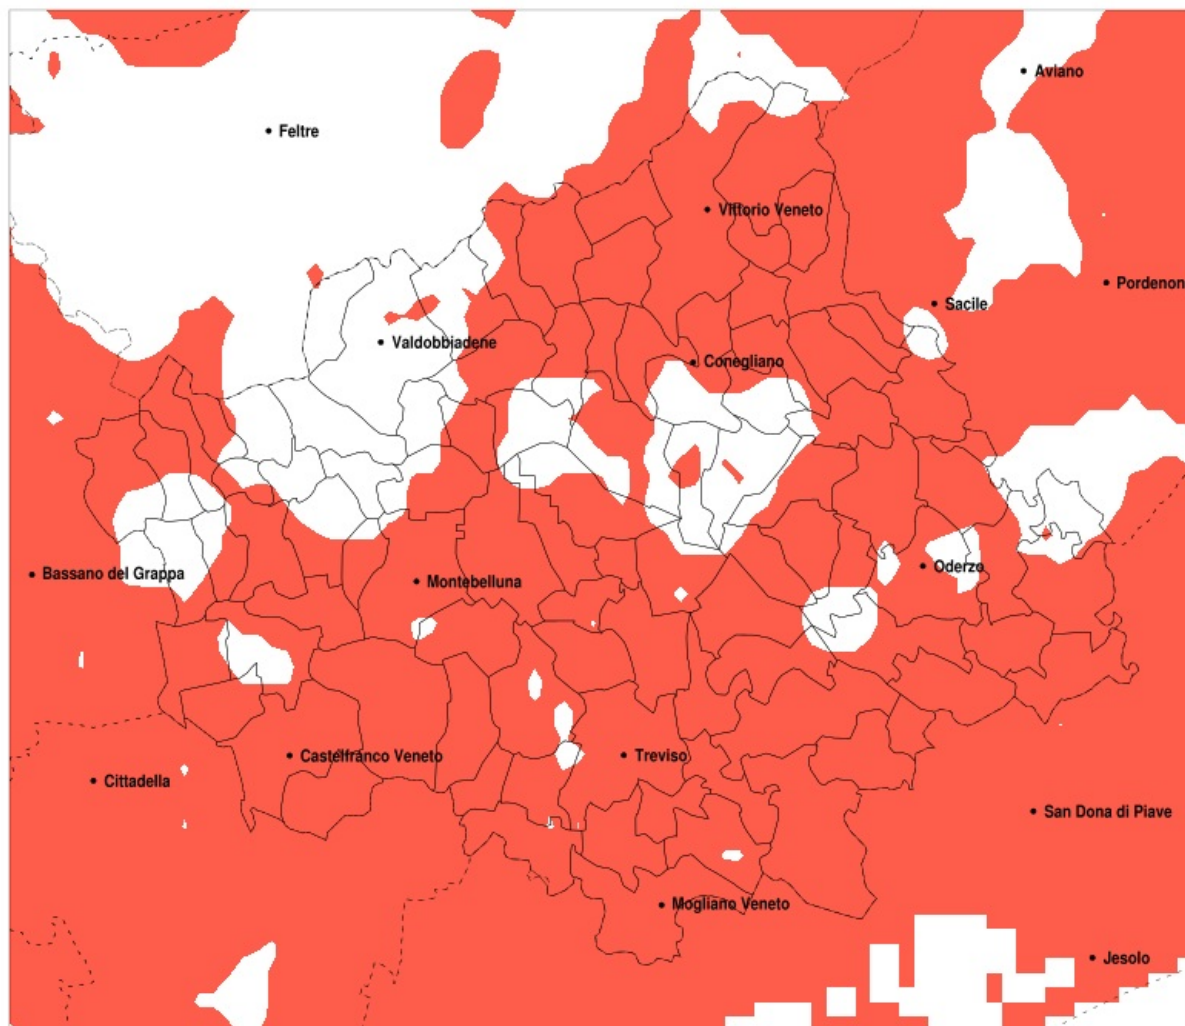 Aviano
Feltre
Vittorio Veneto
Pordenon
Sacile
Valdobbiadene
Conegliano
Oderzo
Bassano del Grappa
Montebelluna
Castelfranco Veneto
Treviso
Cittadella
San Dona di Piave
Mogliano Veneto
Jesolo